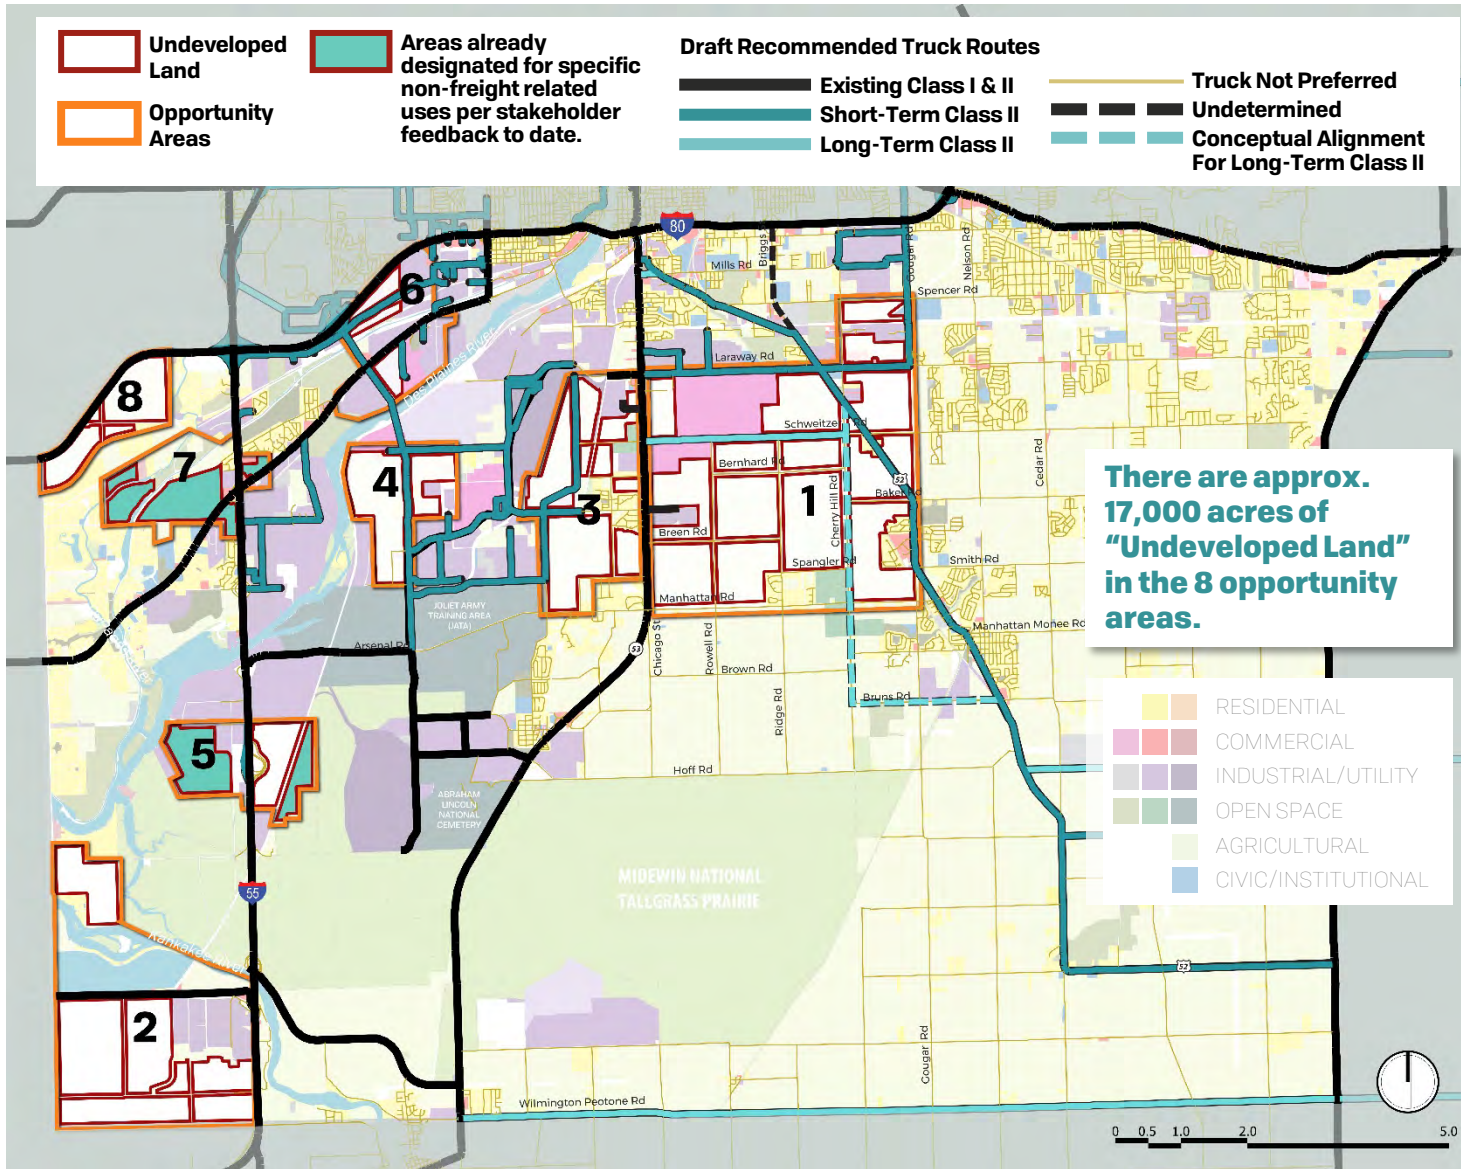 Undeveloped
Land
Opportunity
Areas
Areas already
designated for specific
non-freight related
uses per stakeholder
feedback to date.
Draft Recommended Truck Routes
Existing Class I & II
Short-Term Class II
Long-Term Class II
Truck Not Preferred
Undetermined
Conceptual Alignment
For Long-Term Class II
80
Mills Rd
Briggs
Cougar Rd
Nelson Rd
Spencer Rd
6
Des Plaines River
Laraway Rd
8
Schweitze
Rd
7
4
3
1
Bernhard Rd
52
Baker Rd
Cedar Rd
Cherry Hill Rd
Breen Rd
Spangler Rd
Smith Rd
Manhattan Rd
JOLIET ARMY
TRAINING AREA
(JATA)
Manhattan Monee Rd
Arsenal Rd
53
Chicago St
Rowell Rd
Brown Rd
Ridge Rd
Bruns Rd
5
Hoff Rd
ABRAHAM
LINCOLN
NATIONAL
CEMETERY
MIDEWIN NATIONAL
TALLGRASS PRAIRIE
55
Kankakee River
52
2
Cougar Rd
Wilmington Peotone Rd
There are approx.
17,000 acres of
“Undeveloped Land”
in the 8 opportunity
areas.
RESIDENTIAL
COMMERCIAL
INDUSTRIAL/UTILITY
OPEN SPACE
AGRICULTURAL
CIVIC/INSTITUTIONAL
0 0.5 1.0 2.0 5.0